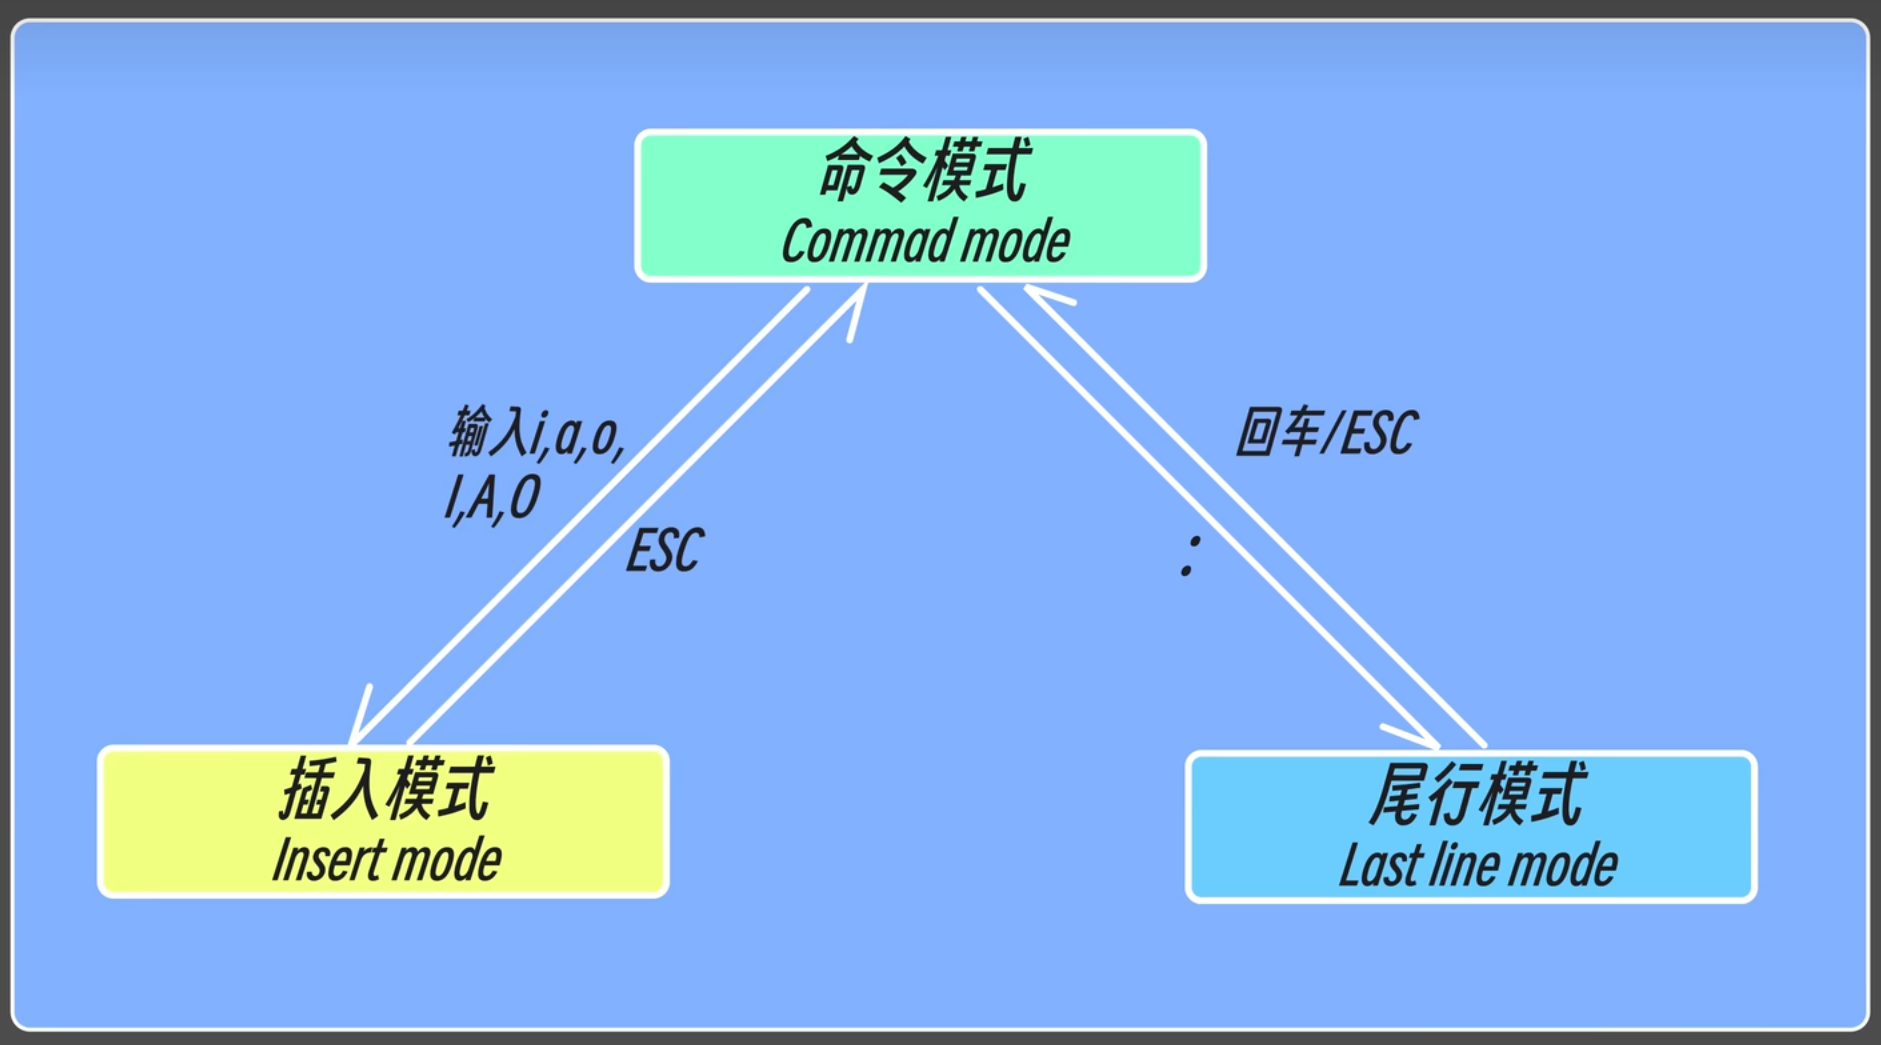 命令模式
Commad mode
输入i,a,o,
I,A,O
回车/ESC
ESC
:
插入模式
Insert mode
尾行模式
Last line mode